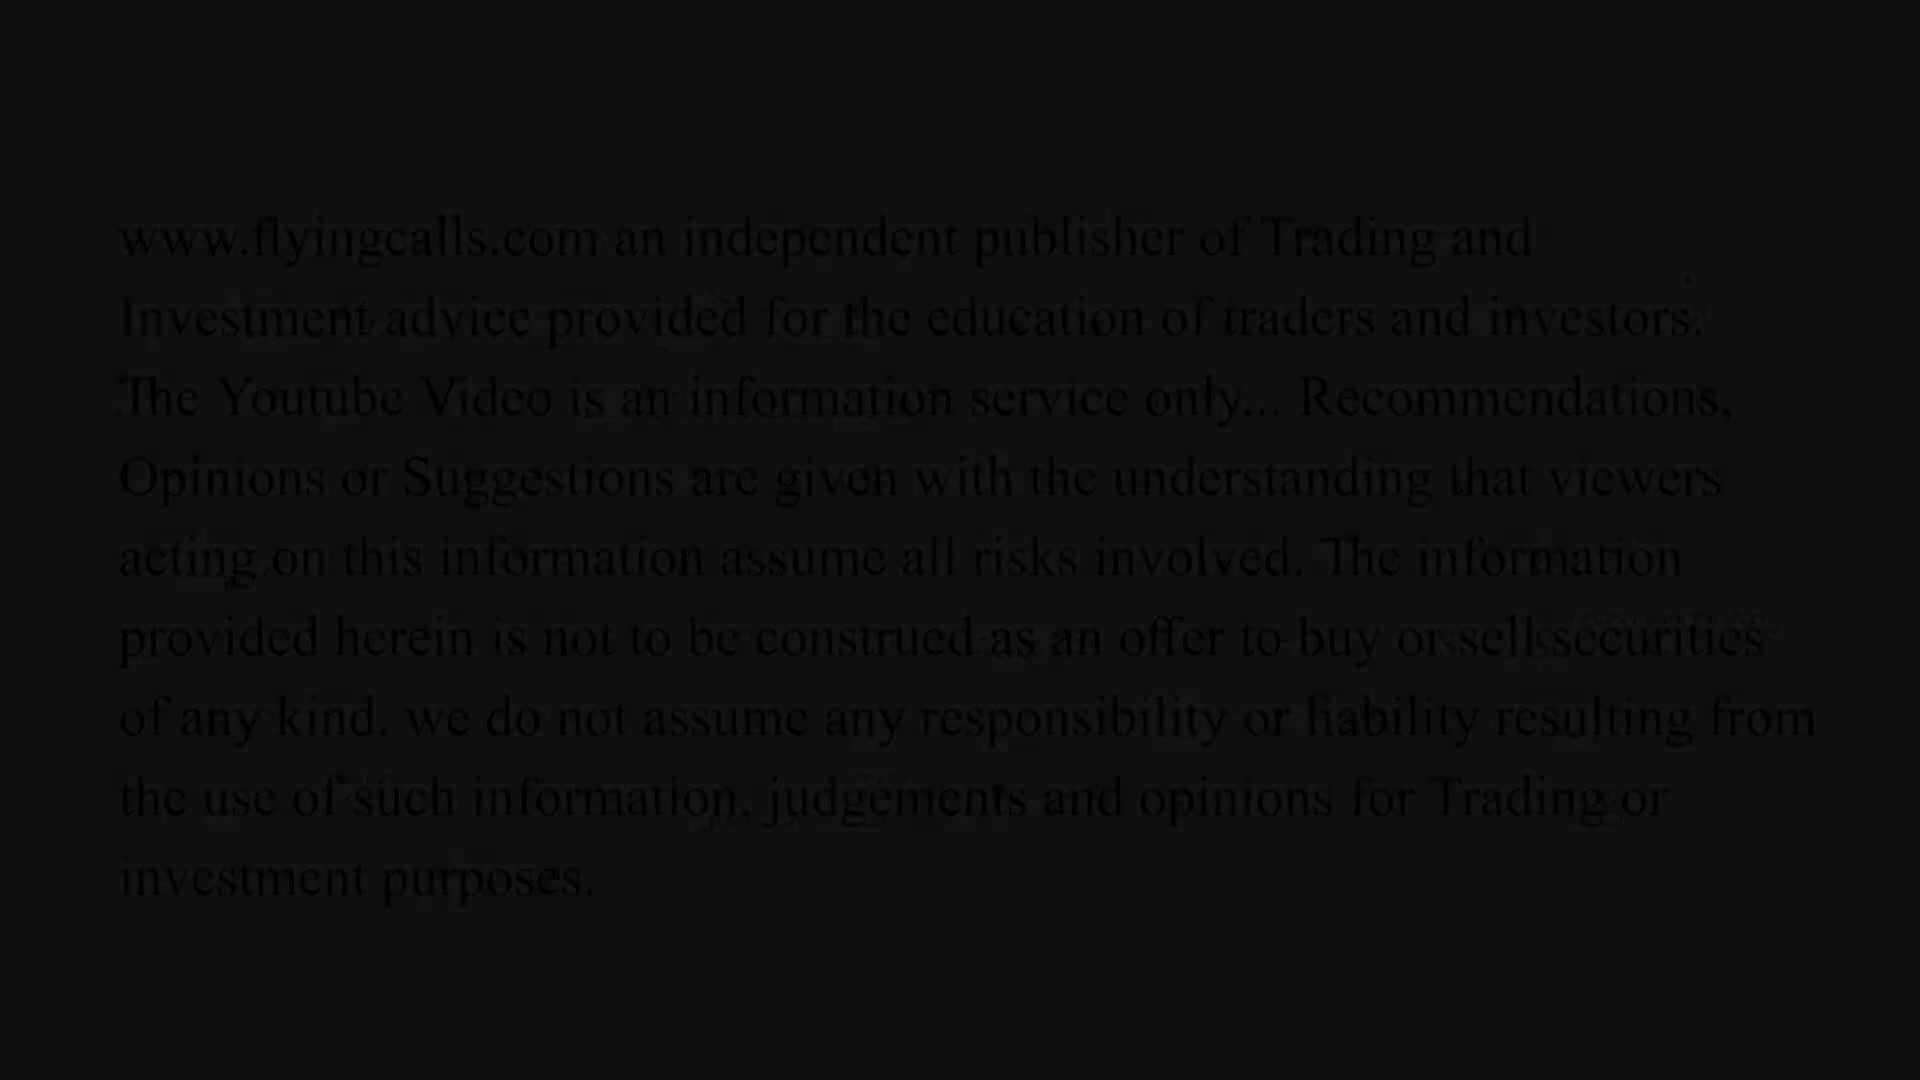 www.flyingcalls.com an independent publisher of Trading and
Investment advice provided for the education of traders and investors.
The Youtube Video is an information service only... Recommendations,
Opinions or Suggestions are given with the understanding that viewers
acting on this information assume all risks involved. The information
provided herein is not to be construed as an offer to buy or sell securities
of any kind. we do not assume any responsibility or liability resulting from
the use of such information, judgements and opinions for Trading or
investment purposes.